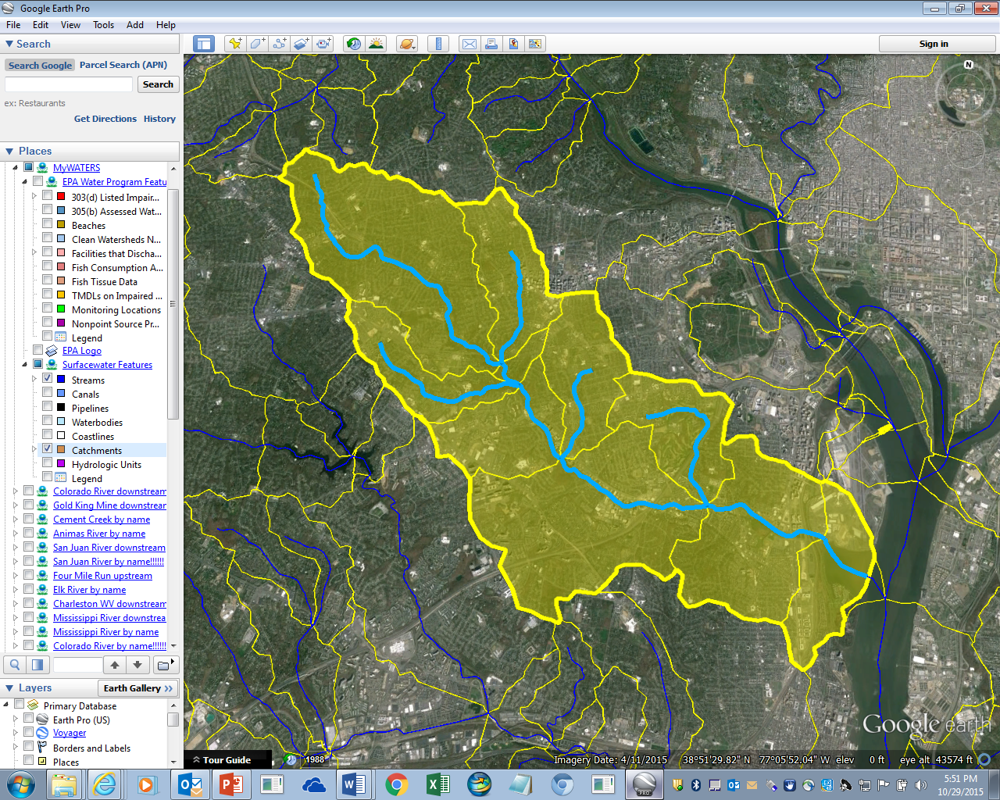 Google Earth Pro
File Edit View Tools Add Help
Search
Sign in
Search Google Parcel Search (APN)
Search
ex: Restaurants
Get Directions History
N
Places
MyWATERS
EPA Water Program Featu
303(d) Listed Impair...
305(b) Assessed Wat...
Beaches
Clean Watersheds N...
Facilities that Discha...
Fish Consumption A...
Fish Tissue Data
TMDLs on Impaired ...
Monitoring Locations
Nonpoint Source Pr...
Legend
EPA Logo
Surfacewater Features
Streams
Canals
Pipelines
Waterbodies
Coastlines
Catchments
Hydrologic Units
Legend
Colorado River downstream
Gold King Mine downstrear
Cement Creek by name
Animas River by name
San Juan River downstream
San Juan River by name!!!!!!
Four Mile Run upstream
Elk River by name
Charleston WV downstream
Mississippi River downstrea
Mississippi River by name
Colorado River by name!!!!!!
Layers
Earth Gallery >>
Primary Database
Earth Pro (US)
Voyager
Borders and Labels
Places
Google earth
Tour Guide
1988
Imagery Date: 4/11/2015 38°51'29.82" N 77°05'52.04" W elev 0 ft eye alt 43574 ft
PRO
5:51 PM
10/29/2015